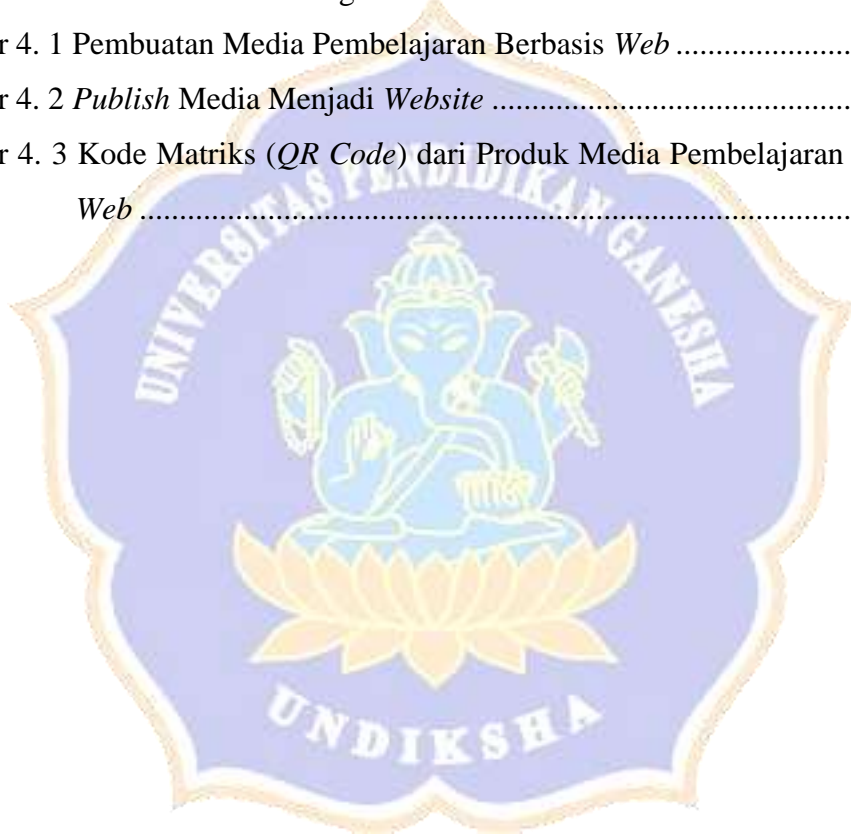 r 4. 1 Pembuatan Media Pembelajaran Berbasis Web ......................
r 4. 2 Publish Media Menjadi Website .............................................
r 4. 3 Kode Matriks (QR Code) dari Produk Media Pembelajaran
Web .........................................................................................
UNIVERSITAS PENDIDIKAN GANESHA
UNDIKSHA